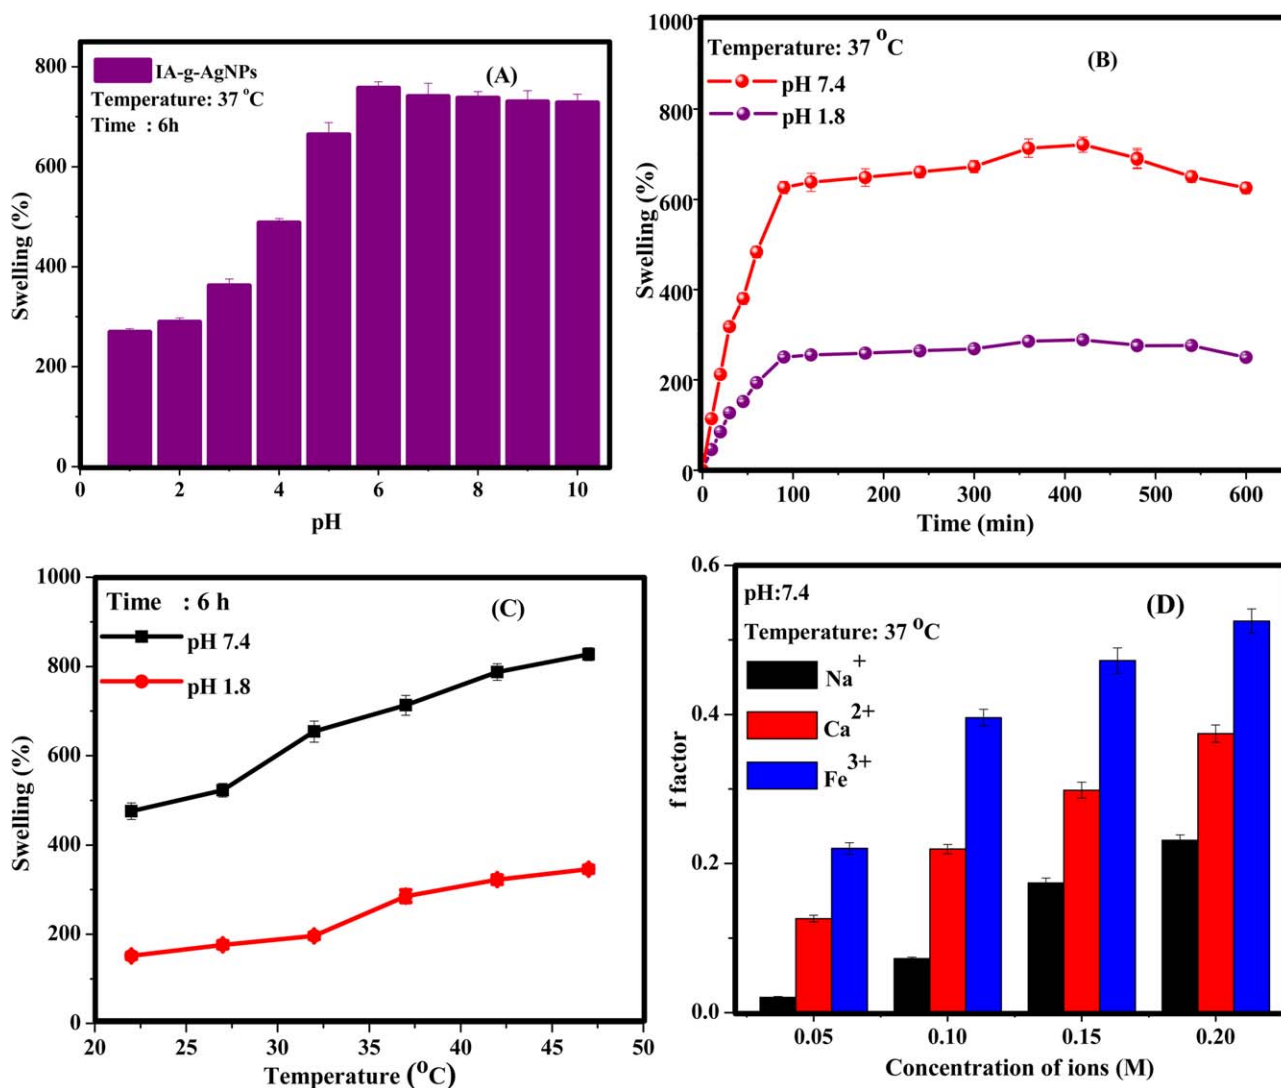 800
600
400
200
0
Swelling (%)
IA-g-AgNPs
(A)
Temperature: 37 °C
Time : 6h
0 2 4 6 8 10
pH
1000
800
600
400
200
0
Swelling (%)
Temperature: 37 °C
(B)
pH 7.4
pH 1.8
0 100 200 300 400 500 600
Time (min)
1000
800
600
400
200
0
Swelling (%)
Time : 6 h
(C)
pH 7.4
pH 1.8
20 25 30 35 40 45 50
Temperature (°C)
0.6
0.4
0.2
0.0
f factor
pH:7.4
(D)
Temperature: 37 °C
Na⁺
Ca²⁺
Fe³⁺
0.05 0.10 0.15 0.20
Concentration of ions (M)